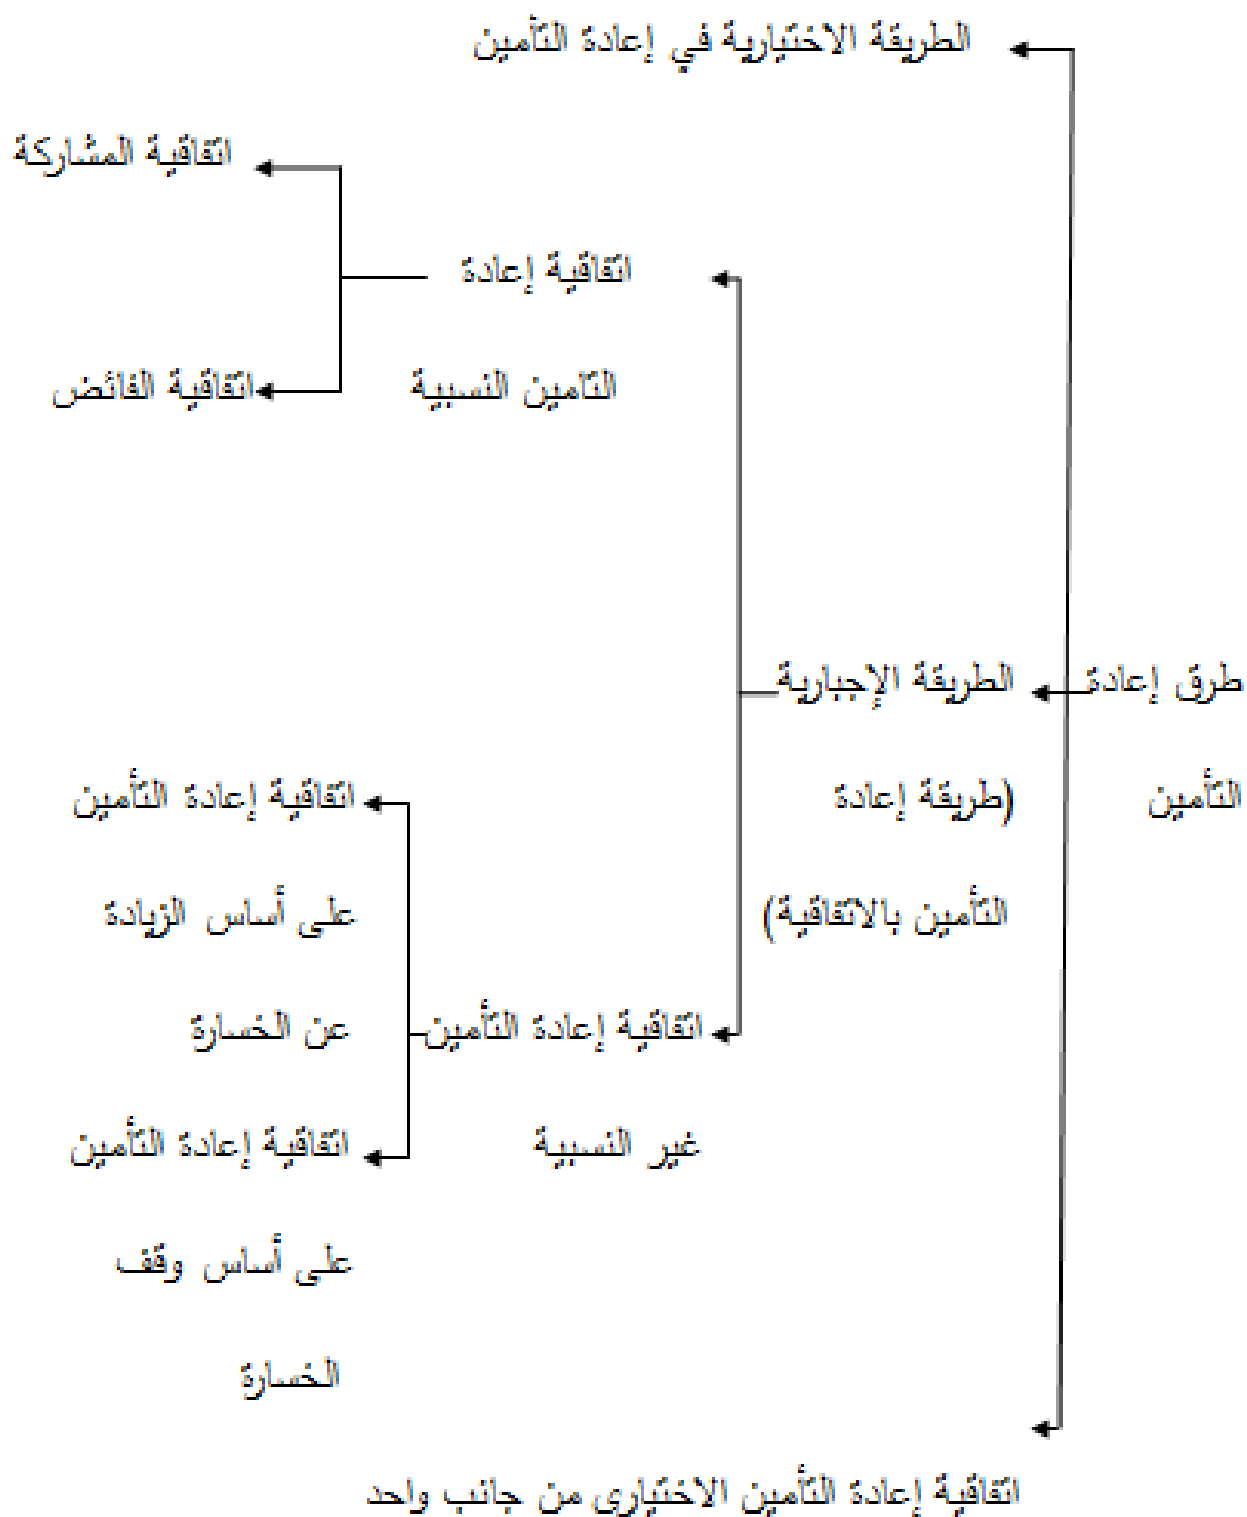 الطريقة الاختيارية في إعادة التأمين
اتفاقية المشاركة
اتفاقية إعادة
التامين النسبية
اتفاقية الفائض
طرق إعادة
التأمين
الطريقة الإجبارية
(طريقة إعادة
التأمين بالاتفاقية)
اتفاقية إعادة التأمين
على أساس الزيادة
عن الخسارة
اتفاقية إعادة التأمين
غير النسبية
اتفاقية إعادة التأمين
على أساس وقف
الخسارة
اتفاقية إعادة التأمين الاختيارى من جانب واحد